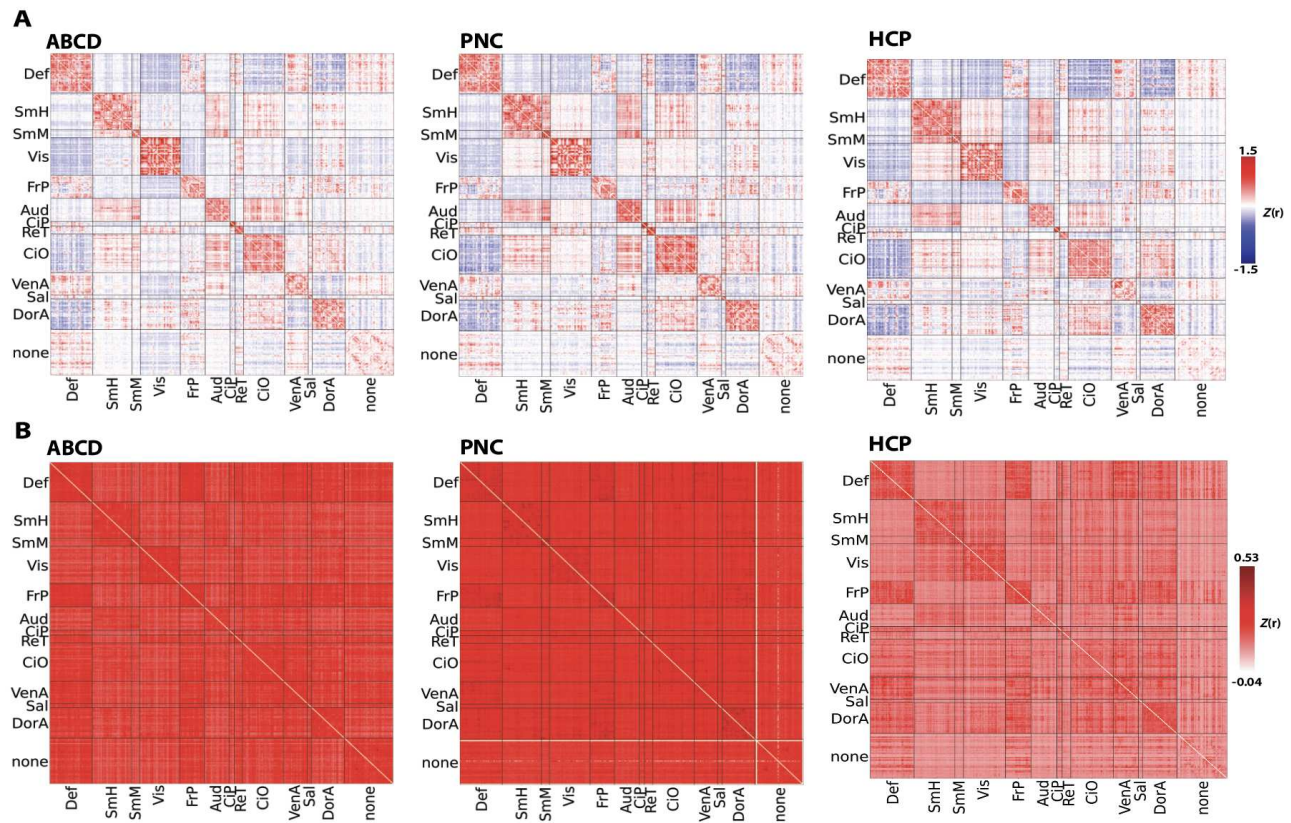 A
ABCD
PNC
HCP
Def
SmH
SmM
Vis
FrP
Aud
CiP
ReT
CiO
VenA
Sal
DorA
none
Def
SmH
SmM
Vis
FrP
Aud
CiP
ReT
CiO
VenA
Sal
DorA
none
Def
SmH
SmM
Vis
FrP
Aud
CiP
ReT
CiO
VenA
Sal
DorA
none
1.5
Z(r)
-1.5
Def SmH SmM Vis FrP Aud CiP ReT CiO VenA Sal DorA none
Def SmH SmM Vis FrP Aud CiP ReT CiO VenA Sal DorA none
Def SmH SmM Vis FrP Aud CiP ReT CiO VenA Sal DorA none
B
ABCD
PNC
HCP
Def
SmH
SmM
Vis
FrP
Aud
CiP
ReT
CiO
VenA
Sal
DorA
none
Def
SmH
SmM
Vis
FrP
Aud
CiP
ReT
CiO
VenA
Sal
DorA
none
Def
SmH
SmM
Vis
FrP
Aud
CiP
ReT
CiO
VenA
Sal
DorA
none
0.53
Z(r)
-0.04
Def SmH SmM Vis FrP Aud CiP ReT CiO VenA Sal DorA none
Def SmH SmM Vis FrP Aud CiP ReT CiO VenA Sal DorA none
Def SmH SmM Vis FrP Aud CiP ReT CiO VenA Sal DorA none